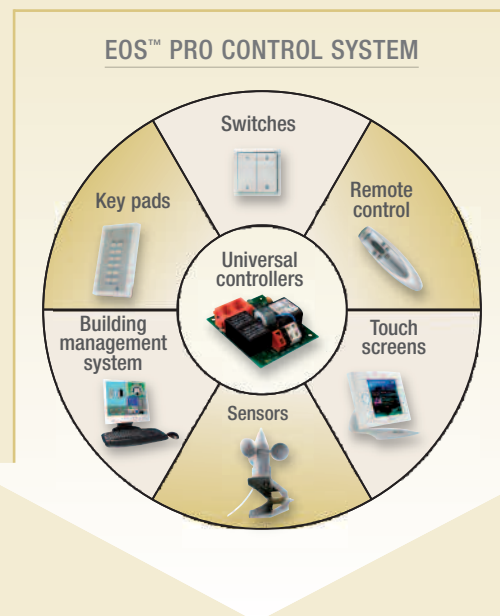 EOS™ PRO CONTROL SYSTEM
Switches
Key pads
Remote
control
Universal
controllers
Building
management
system
Touch
screens
Sensors